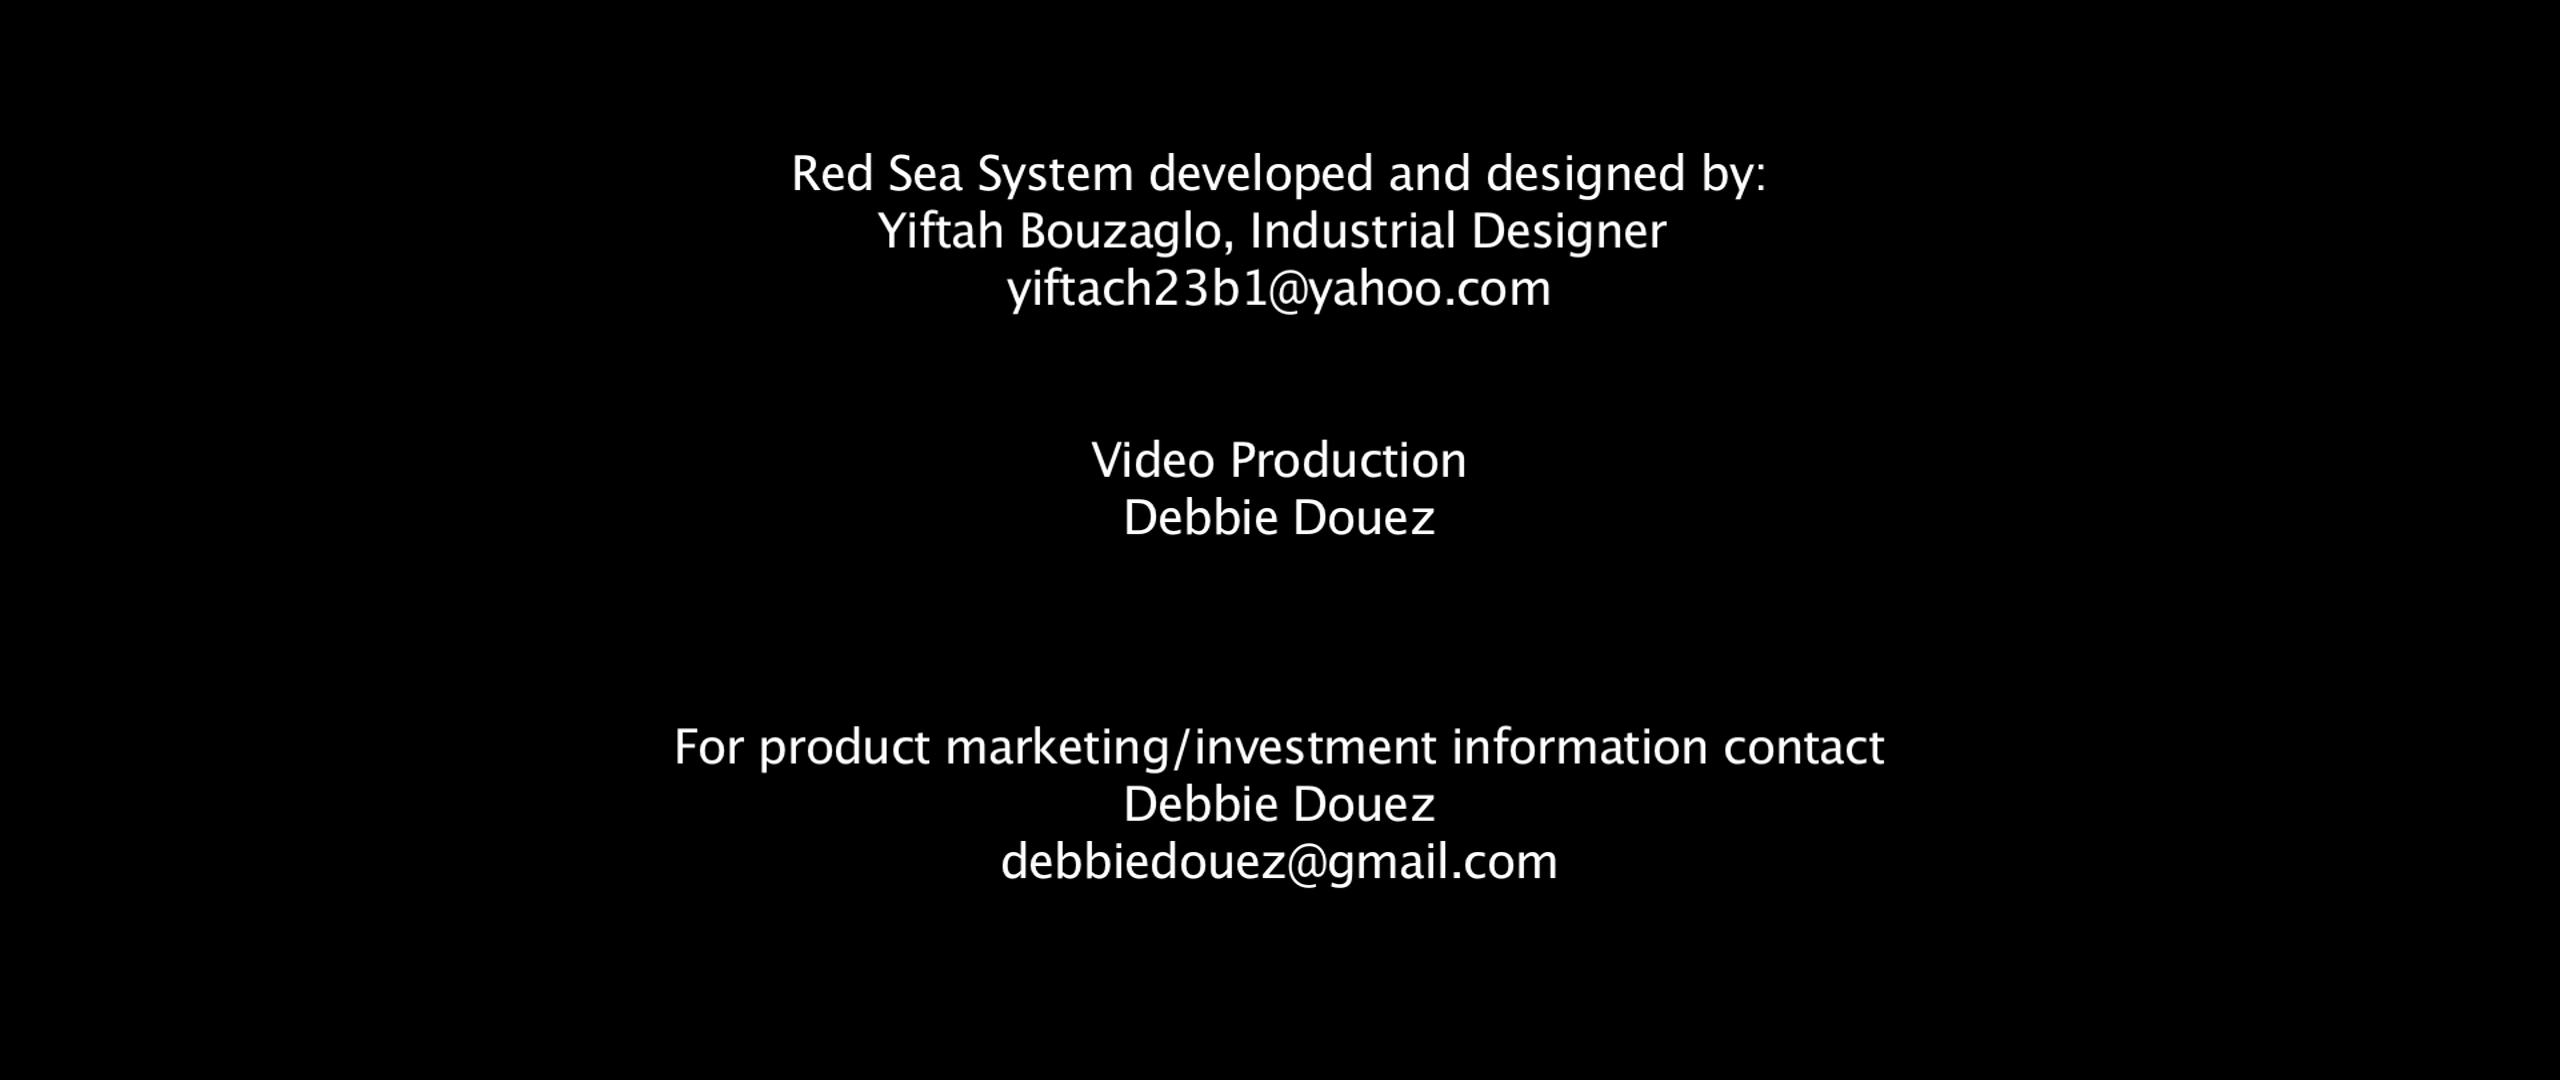 Red Sea System developed and designed by:
Yiftah Bouzaglo, Industrial Designer
yiftach23b1@yahoo.com
Video Production
Debbie Douez
For product marketing/investment information contact
Debbie Douez
debbiedouez@gmail.com